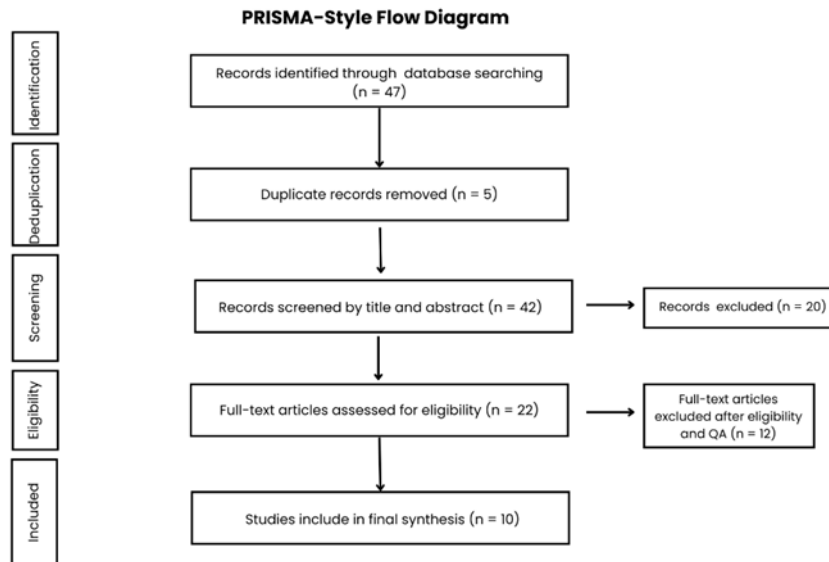 PRISMA-Style Flow Diagram
Identification
Records identified through database searching
(n = 47)
Deduplication
Duplicate records removed (n = 5)
Screening
Records screened by title and abstract (n = 42)
Records excluded (n = 20)
Eligibility
Full-text articles assessed for eligibility (n = 22)
Full-text articles
excluded after eligibility
and QA (n = 12)
Included
Studies include in final synthesis (n = 10)